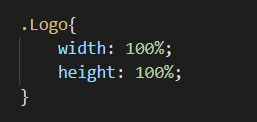 .Logo{
    width: 100%;
    height: 100%;
}